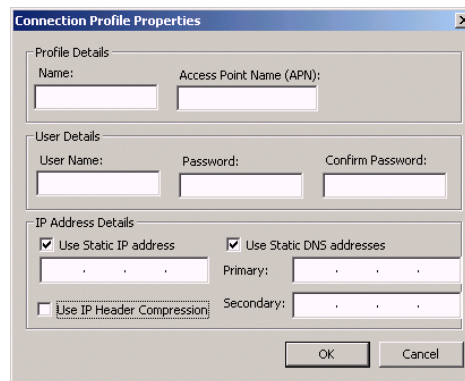 Connection Profile Properties
Profile Details
Name:
Access Point Name (APN):
User Details
User Name:
Password:
Confirm Password:
IP Address Details
Use Static IP address
Use Static DNS addresses
Primary:
Use IP Header Compression
Secondary:
OK
Cancel